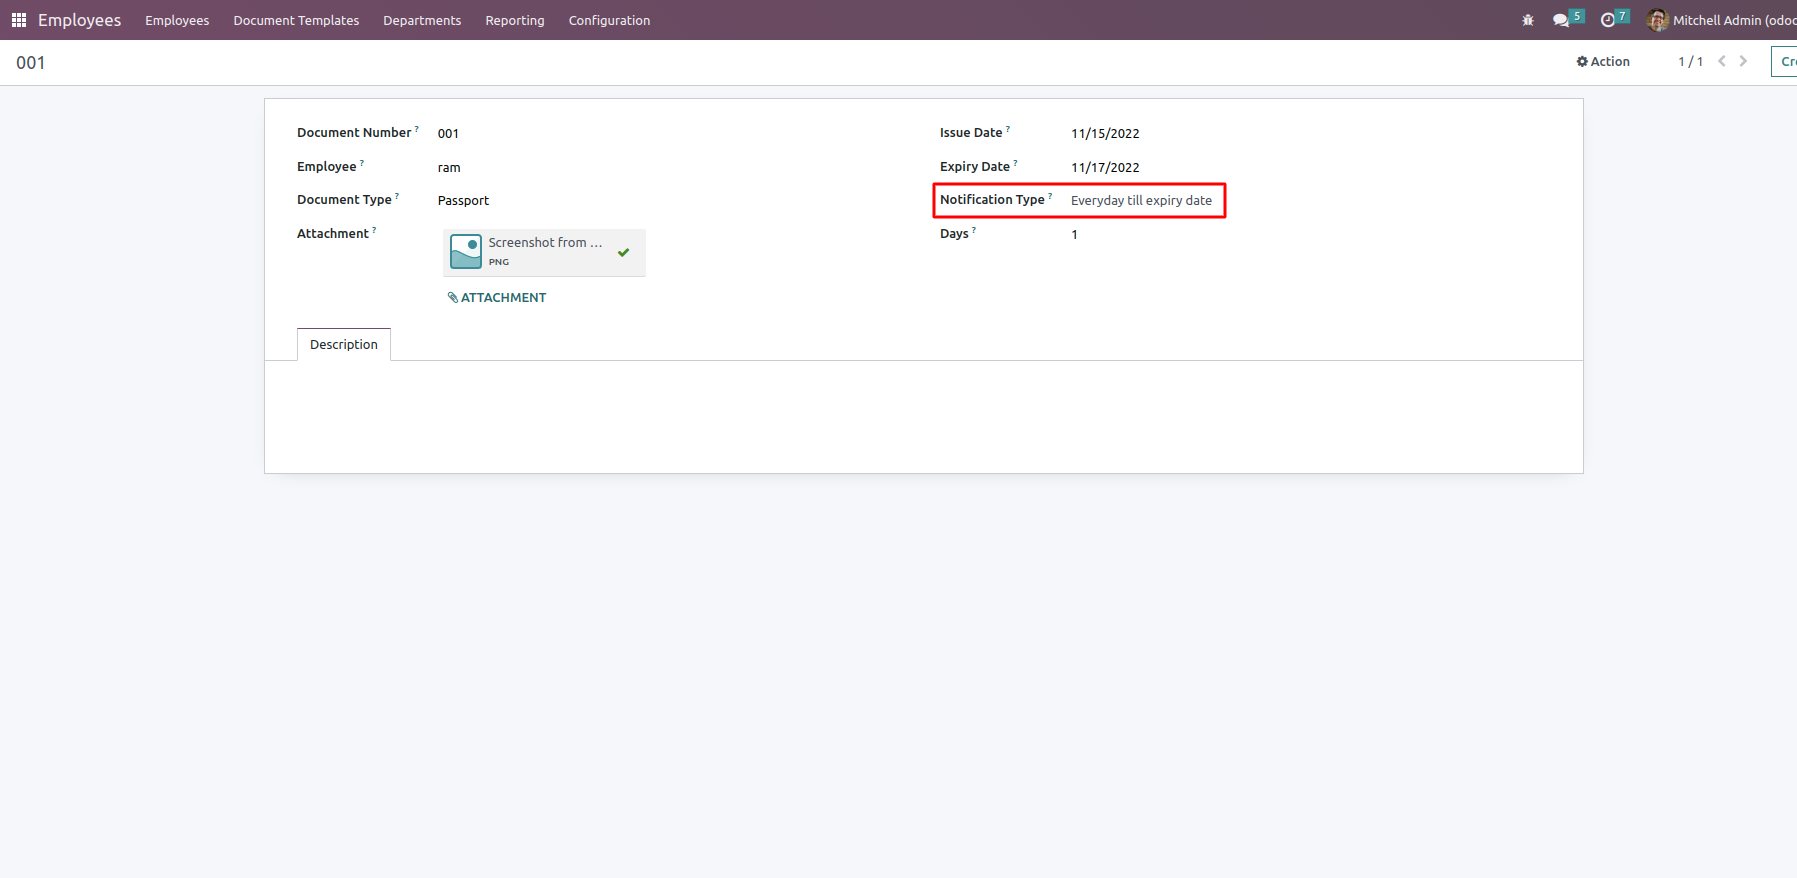 Employees Employees Document Templates Departments Reporting Configuration 5 7 Mitchell Admin (odoo
001 Action 1 / 1 Cre
Document Number ? 001
Employee ? ram
Document Type ? Passport
Attachment ? Screenshot from ...
PNG
ATTACHMENT
Issue Date ? 11/15/2022
Expiry Date ? 11/17/2022
Notification Type ? Everyday till expiry date
Days ? 1
Description